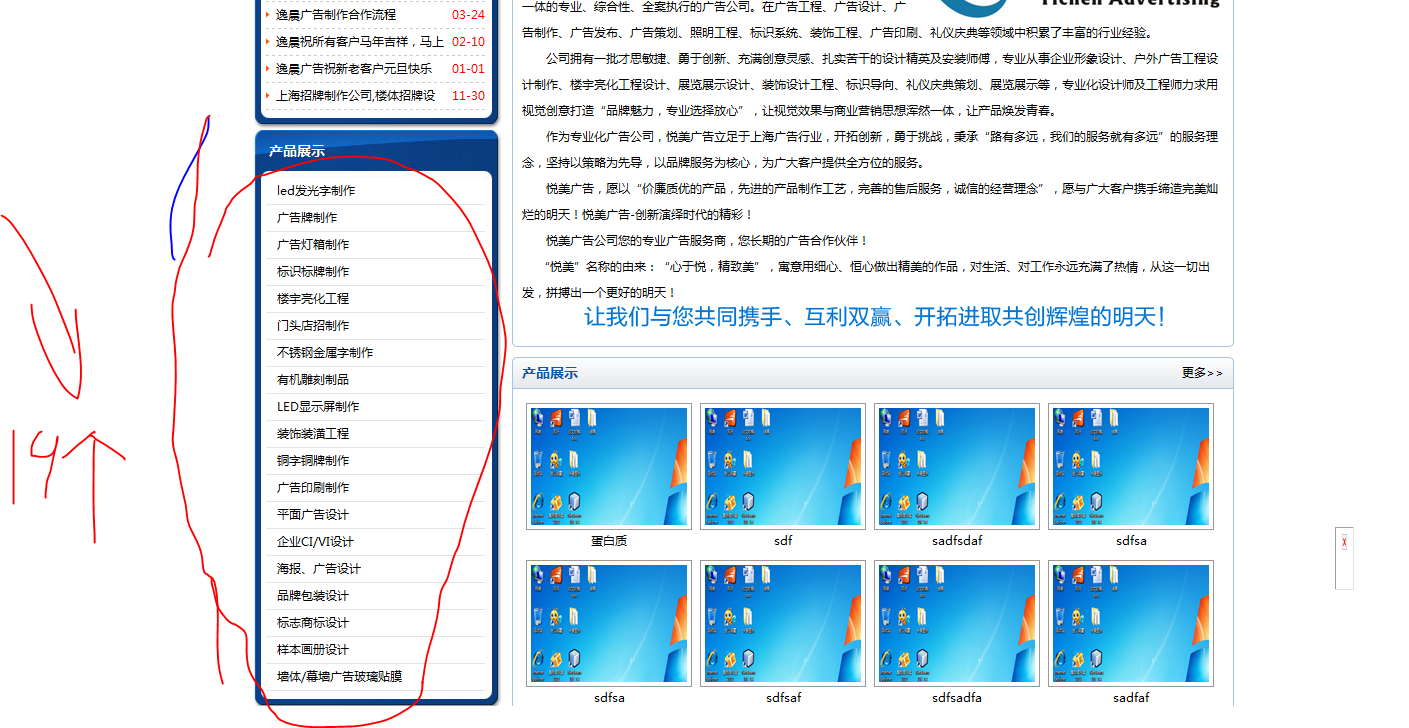 逸晨广告制作合作流程 03-24
逸晨祝所有客户马年吉祥，马上 02-10
逸晨广告祝新老客户元旦快乐 01-01
上海招牌制作公司,楼体招牌设 11-30
产品展示
led发光字制作
广告牌制作
广告灯箱制作
标识标牌制作
楼宇亮化工程
门头店招制作
不锈钢金属字制作
有机雕刻制品
LED显示屏制作
装饰装潢工程
铜字铜牌制作
广告印刷制作
平面广告设计
企业CI/VI设计
海报、广告设计
品牌包装设计
标志商标设计
样本画册设计
墙体/幕墙广告玻璃贴膜
19个
一体的专业、综合性、全案执行的广告公司。在广告工程、广告设计、广
Yichen Advertising
告制作、广告发布、广告策划、照明工程、标识系统、装饰工程、广告印刷、礼仪庆典等领域中积累了丰富的行业经验。
公司拥有一批才思敏捷、勇于创新、充满创意灵感、扎实苦干的设计精英及安装师傅，专业从事企业形象设计、户外广告工程设
计制作、楼宇亮化工程设计、展览展示设计、装饰设计工程、标识导向、礼仪庆典策划、展览展示等，专业化设计师及工程师力求用
视觉创意打造“品牌魅力，专业选择放心”，让视觉效果与商业营销思想浑然一体，让产品焕发青春。
作为专业化广告公司，悦美广告立足于上海广告行业，开拓创新，勇于挑战，秉承“路有多远，我们的服务就有多远”的服务理
念，坚持以策略为先导，以品牌服务为核心，为广大客户提供全方位的服务。
悦美广告，愿以“价廉质优的产品，先进的产品制作工艺，完善的售后服务，诚信的经营理念”，愿与广大客户携手缔造完美灿
烂的明天！悦美广告-创新演绎时代的精彩！
悦美广告公司您的专业广告服务商，您长期的广告合作伙伴！
“悦美”名称的由来：“心于悦，精致美”，寓意用细心、恒心做出精美的作品，对生活、对工作永远充满了热情，从这一切出
发，拼搏出一个更好的明天！
让我们与您共同携手、互利双赢、开拓进取共创辉煌的明天！
产品展示 更多>>
蛋白质 sdf sadfsdaf sdfsa
sdfsa sdfsaf sdfsadfa sadfaf